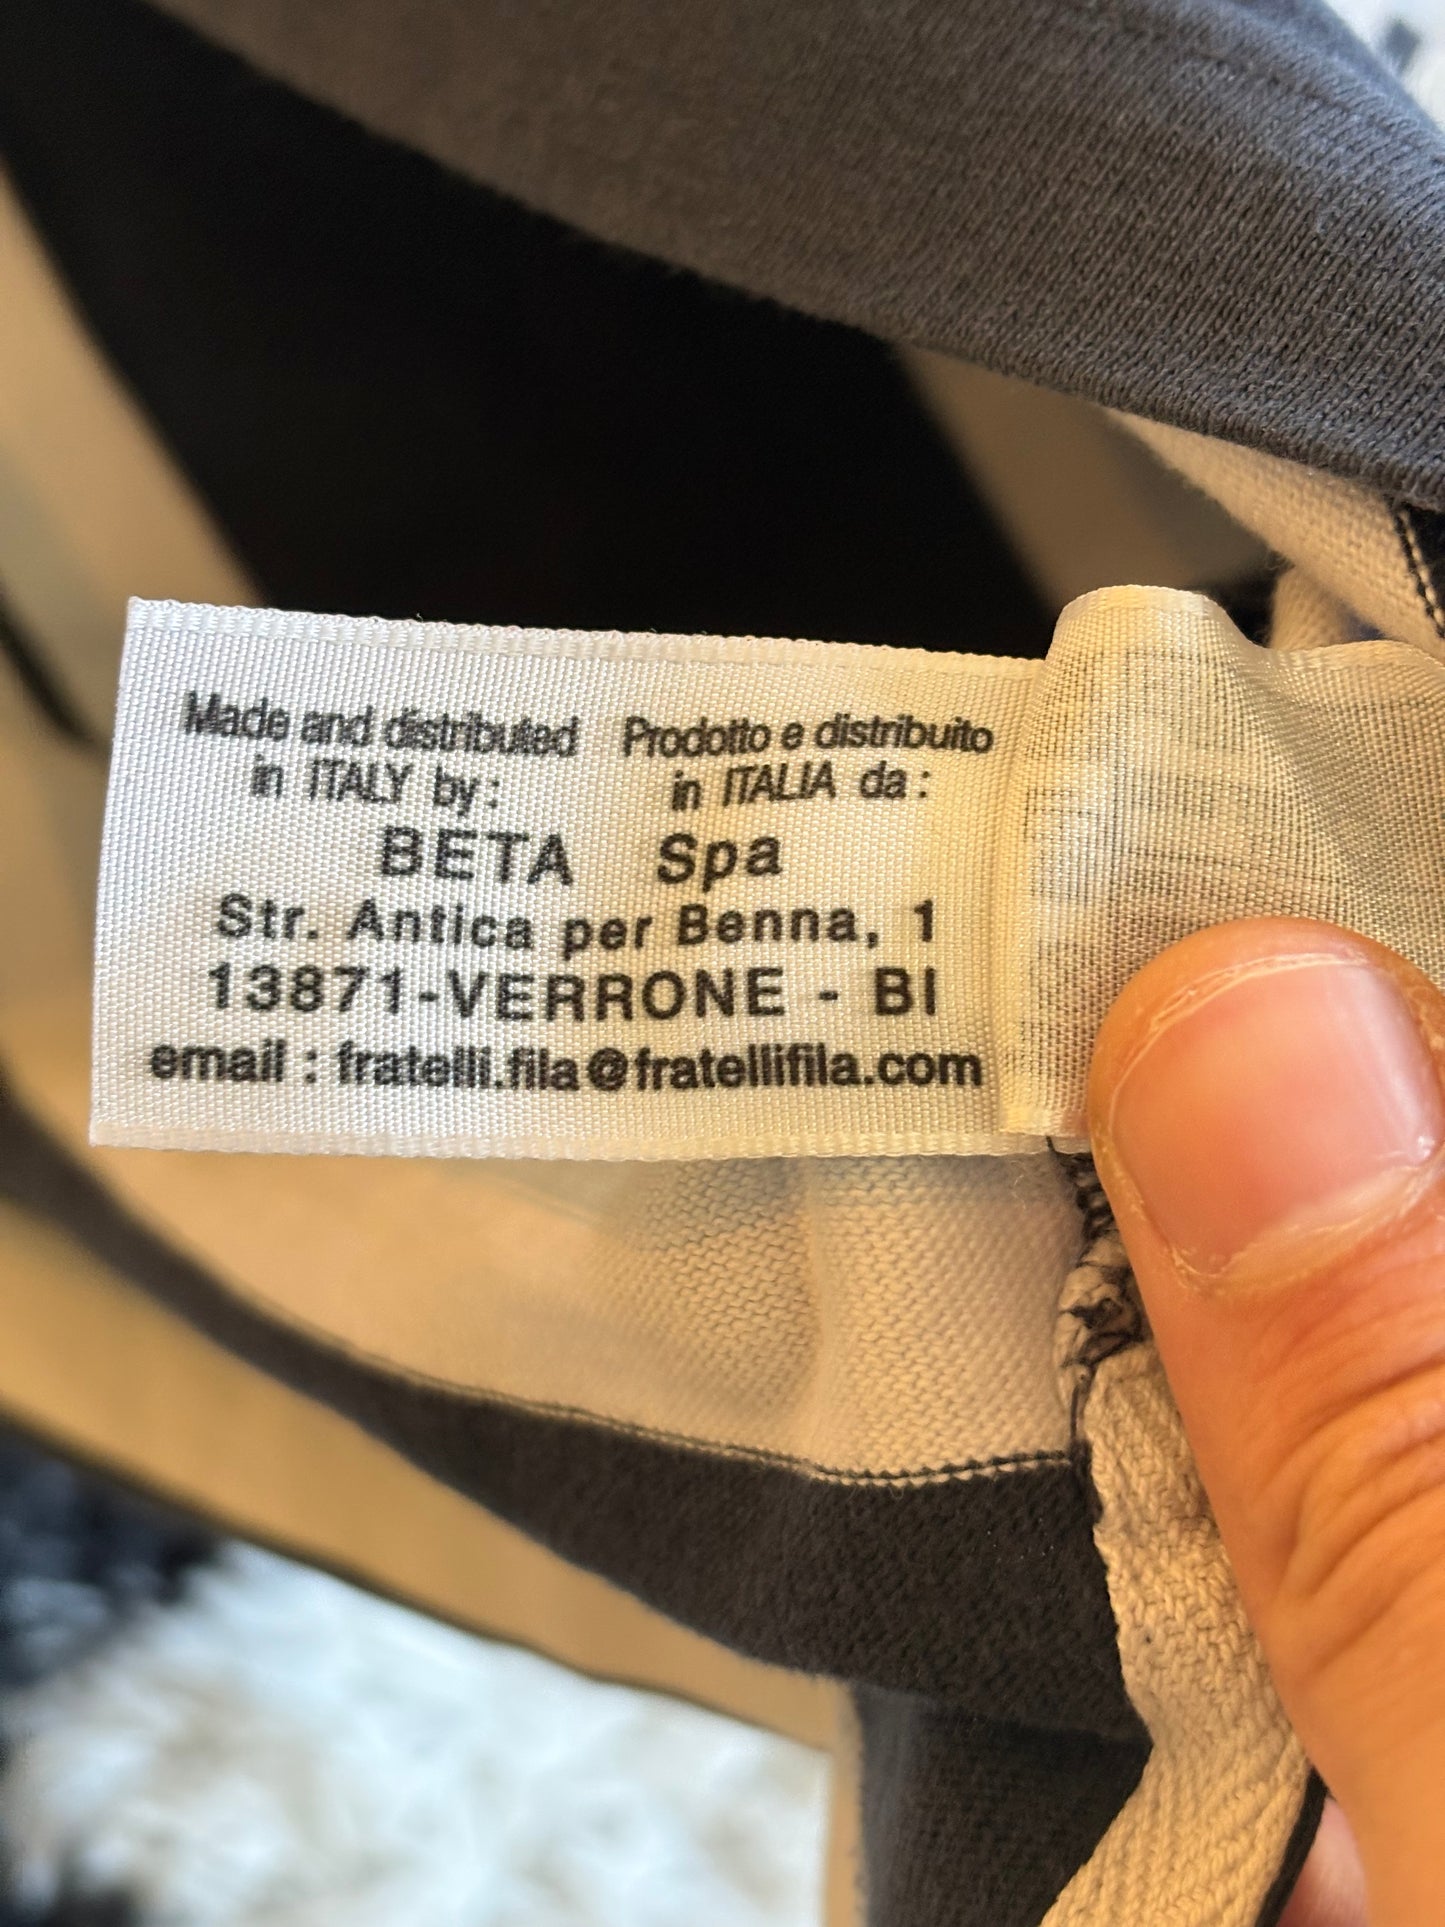 Made and distributed Prodotto e distribuito
in ITALY by: in ITALIA da:
BETA Spa
Str. Antica per Benna, 1
13871-VERRONE - BI
email : fratelli.fila@fratellifila.com